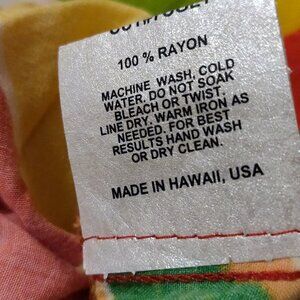 100 % RAYON
MACHINE WASH, COLD
WATER. DO NOT SOAK
BLEACH OR TWIST.
LINE DRY. WARM IRON AS
NEEDED. FOR BEST
RESULTS HAND WASH
OR DRY CLEAN.
MADE IN HAWAII, USA